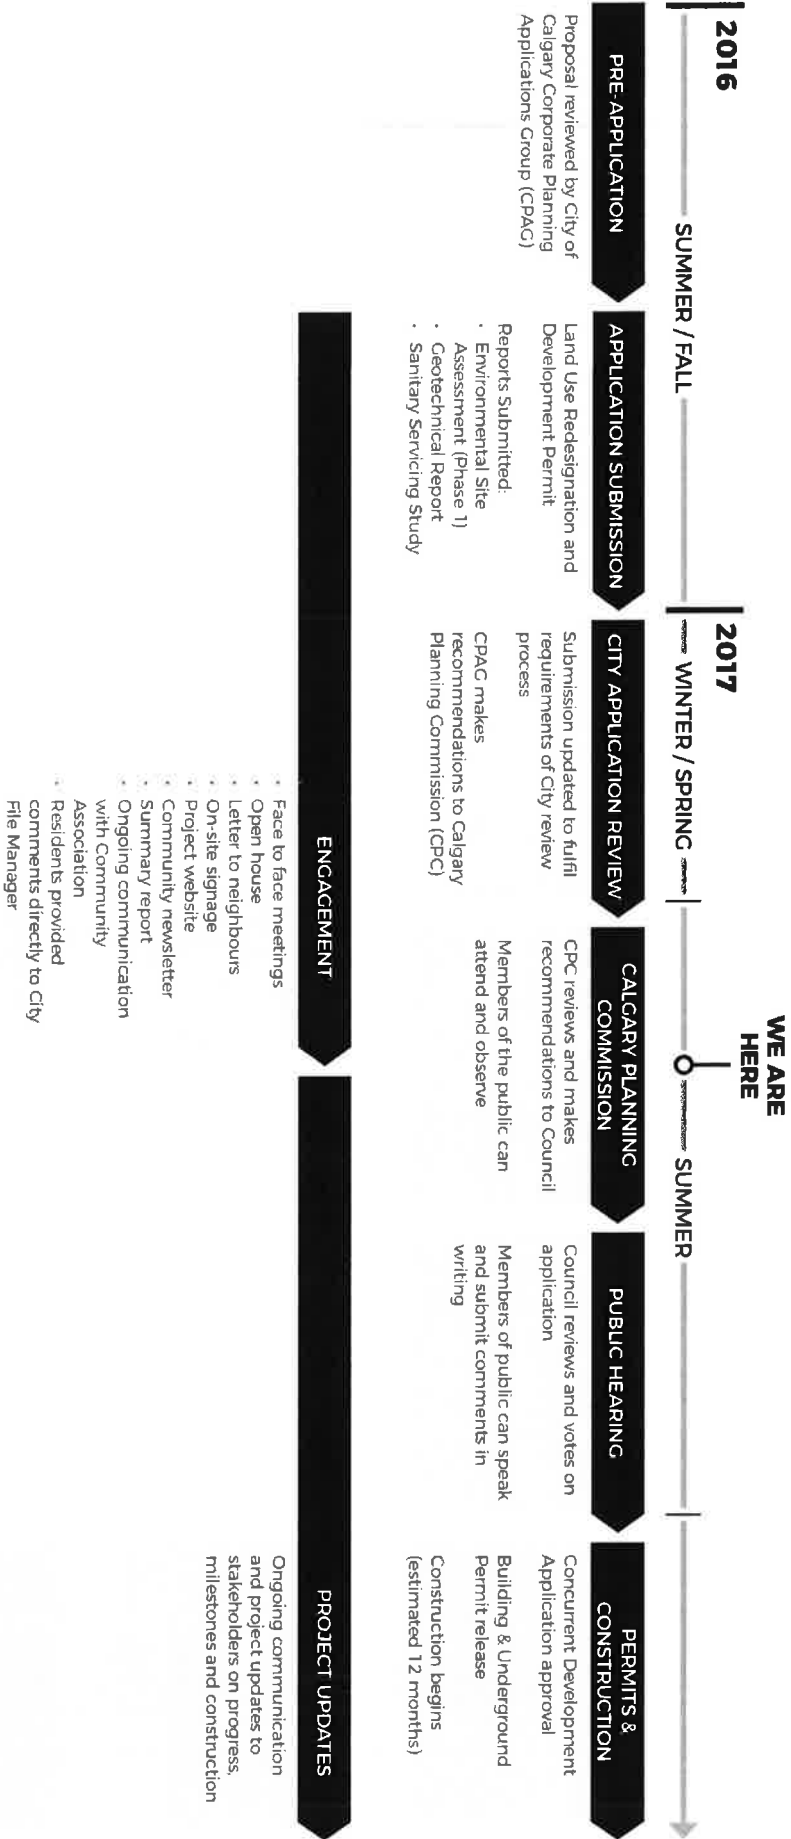 2016
SUMMER / FALL
2017
WINTER / SPRING
WE ARE
HERE
SUMMER
PRE-APPLICATION
Proposal reviewed by City of
Calgary Corporate Planning
Applications Group (CPAG)
APPLICATION SUBMISSION
Land Use Redesignation and
Development Permit
Reports Submitted:
• Environmental Site
Assessment (Phase 1)
• Geotechnical Report
• Sanitary Servicing Study
CITY APPLICATION REVIEW
Submission updated to fulfil
requirements of City review
process
CPAG makes
recommendations to Calgary
Planning Commission (CPC)
CALGARY PLANNING
COMMISSION
CPC reviews and makes
recommendations to Council
Members of the public can
attend and observe
PUBLIC HEARING
Council reviews and votes on
application
Members of public can speak
and submit comments in
writing
PERMITS &
CONSTRUCTION
Concurrent Development
Application approval
Building & Underground
Permit release
Construction begins
(estimated 12 months)
ENGAGEMENT
• Face to face meetings
• Open house
• Letter to neighbours
• On-site signage
• Project website
• Community newsletter
• Summary report
• Ongoing communication
with Community
Association
• Residents provided
comments directly to City
File Manager
PROJECT UPDATES
Ongoing communication
and project updates to
stakeholders on progress,
milestones and construction